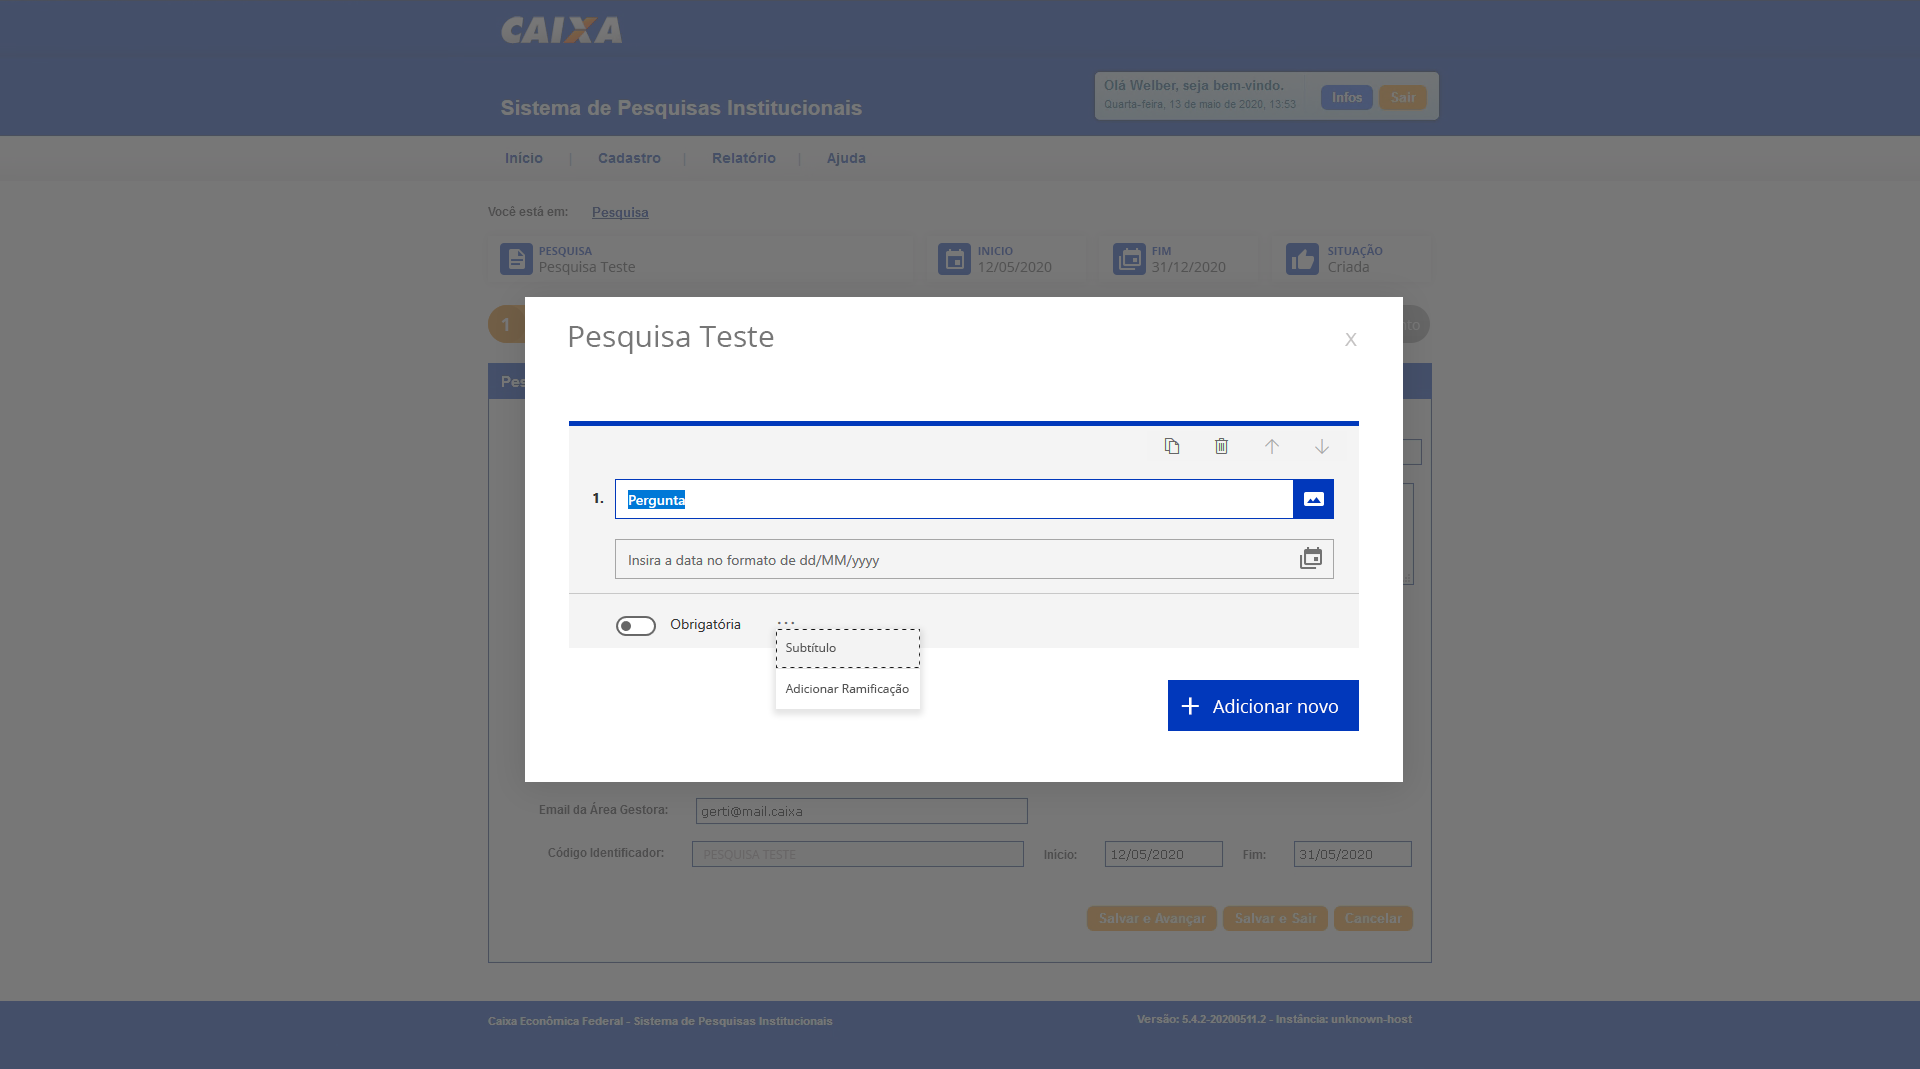 CAIXA
Sistema de Pesquisas Institucionais
Olá Welber, seja bem-vindo.
Quarta-feira, 13 de maio de 2020, 13:53
Infos
Sair
Início | Cadastro | Relatório | Ajuda
Você está em: Pesquisa
PESQUISA
Pesquisa Teste
INICIO
12/05/2020
FIM
31/12/2020
SITUAÇÃO
Criada
1
Pesquisa Teste
X
1. Pergunta
Insira a data no formato de dd/MM/yyyy
Obrigatória
...
Subtítulo
Adicionar Ramificação
+ Adicionar novo
Email da Área Gestora: gerti@mail.caixa
Código Identificador: PESQUISA TESTE Início: 12/05/2020 Fim: 31/05/2020
Salvar e Avançar Salvar e Sair Cancelar
Caixa Econômica Federal - Sistema de Pesquisas Institucionais
Versão: 5.4.2-20200511.2 - Instância: unknown-host